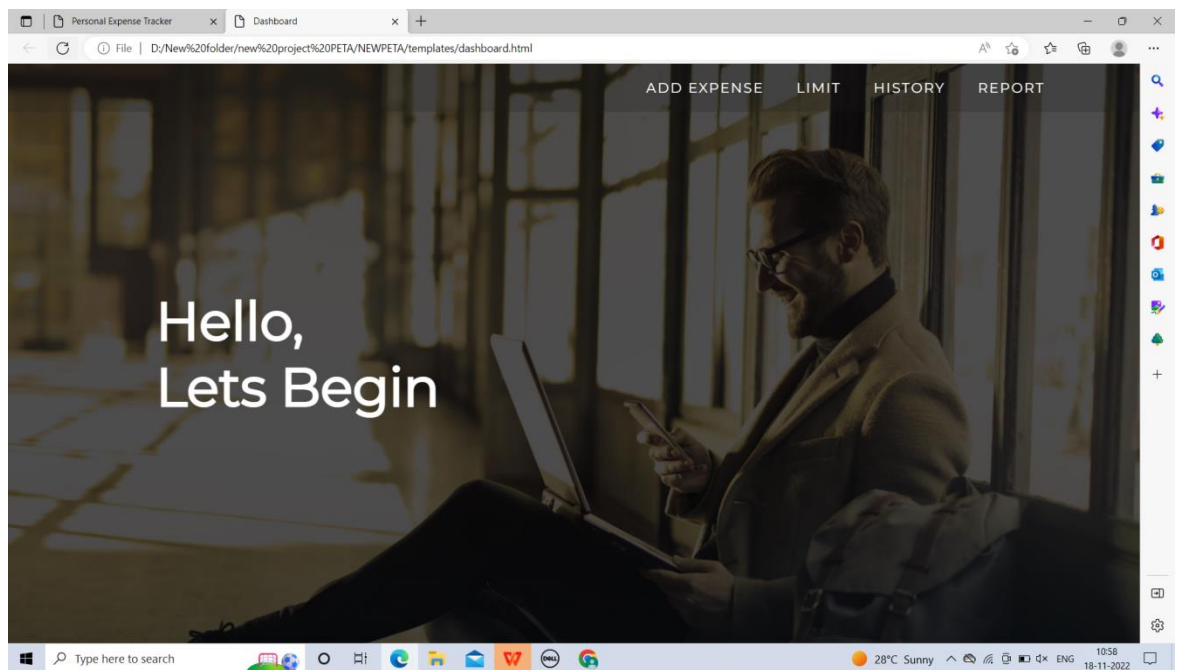 Personal Expense Tracker
Dashboard
File | D:/New%20folder/new%20project%20PETA/NEWPETA/templates/dashboard.html
ADD EXPENSE LIMIT HISTORY REPORT
Hello,
Lets Begin
Type here to search
DELL
28°C Sunny
ENG
10:58
18-11-2022